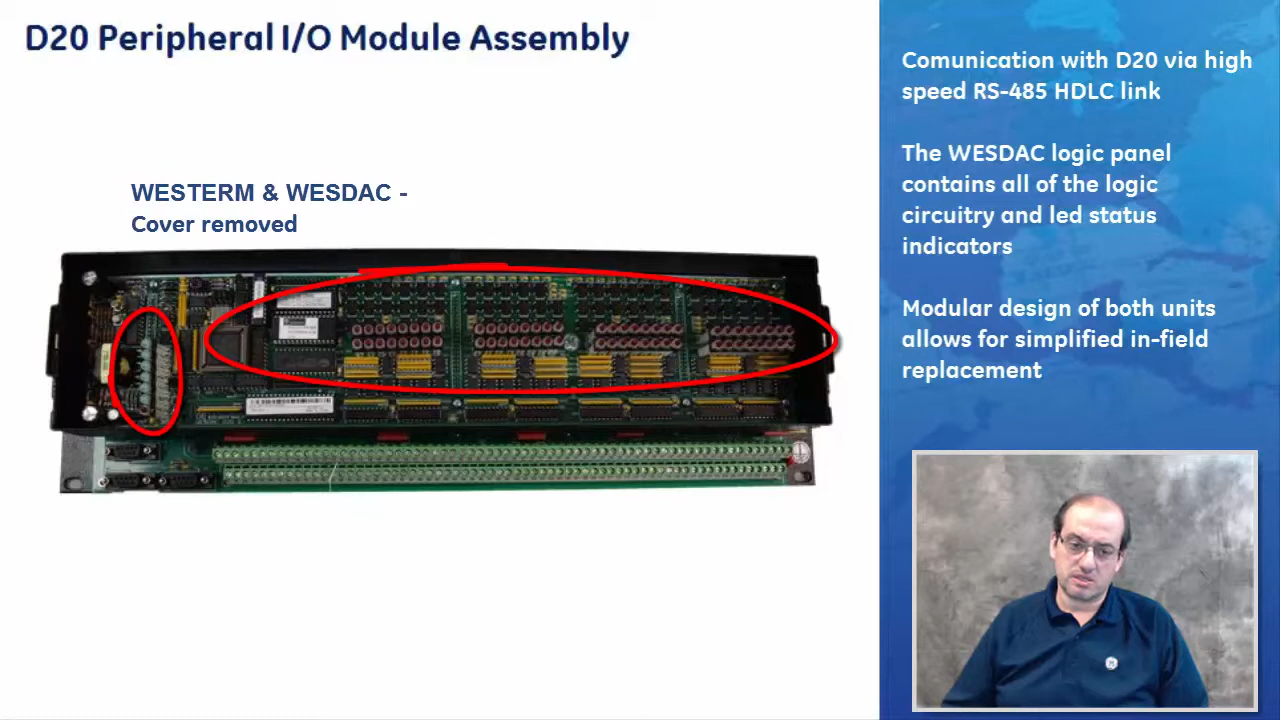 D20 Peripheral I/O Module Assembly
WESTERM & WESDAC -
Cover removed
Comunication with D20 via high
speed RS-485 HDLC link
The WESDAC logic panel
contains all of the logic
circuitry and led status
indicators
Modular design of both units
allows for simplified in-field
replacement